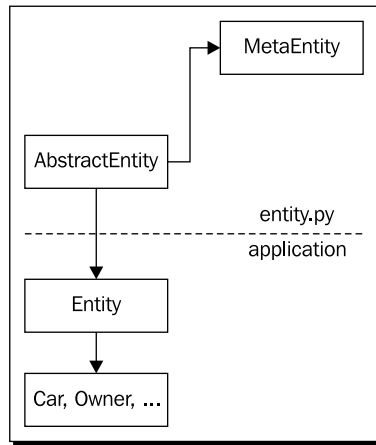 MetaEntity
AbstractEntity
entity.py
application
Entity
Car, Owner, ...